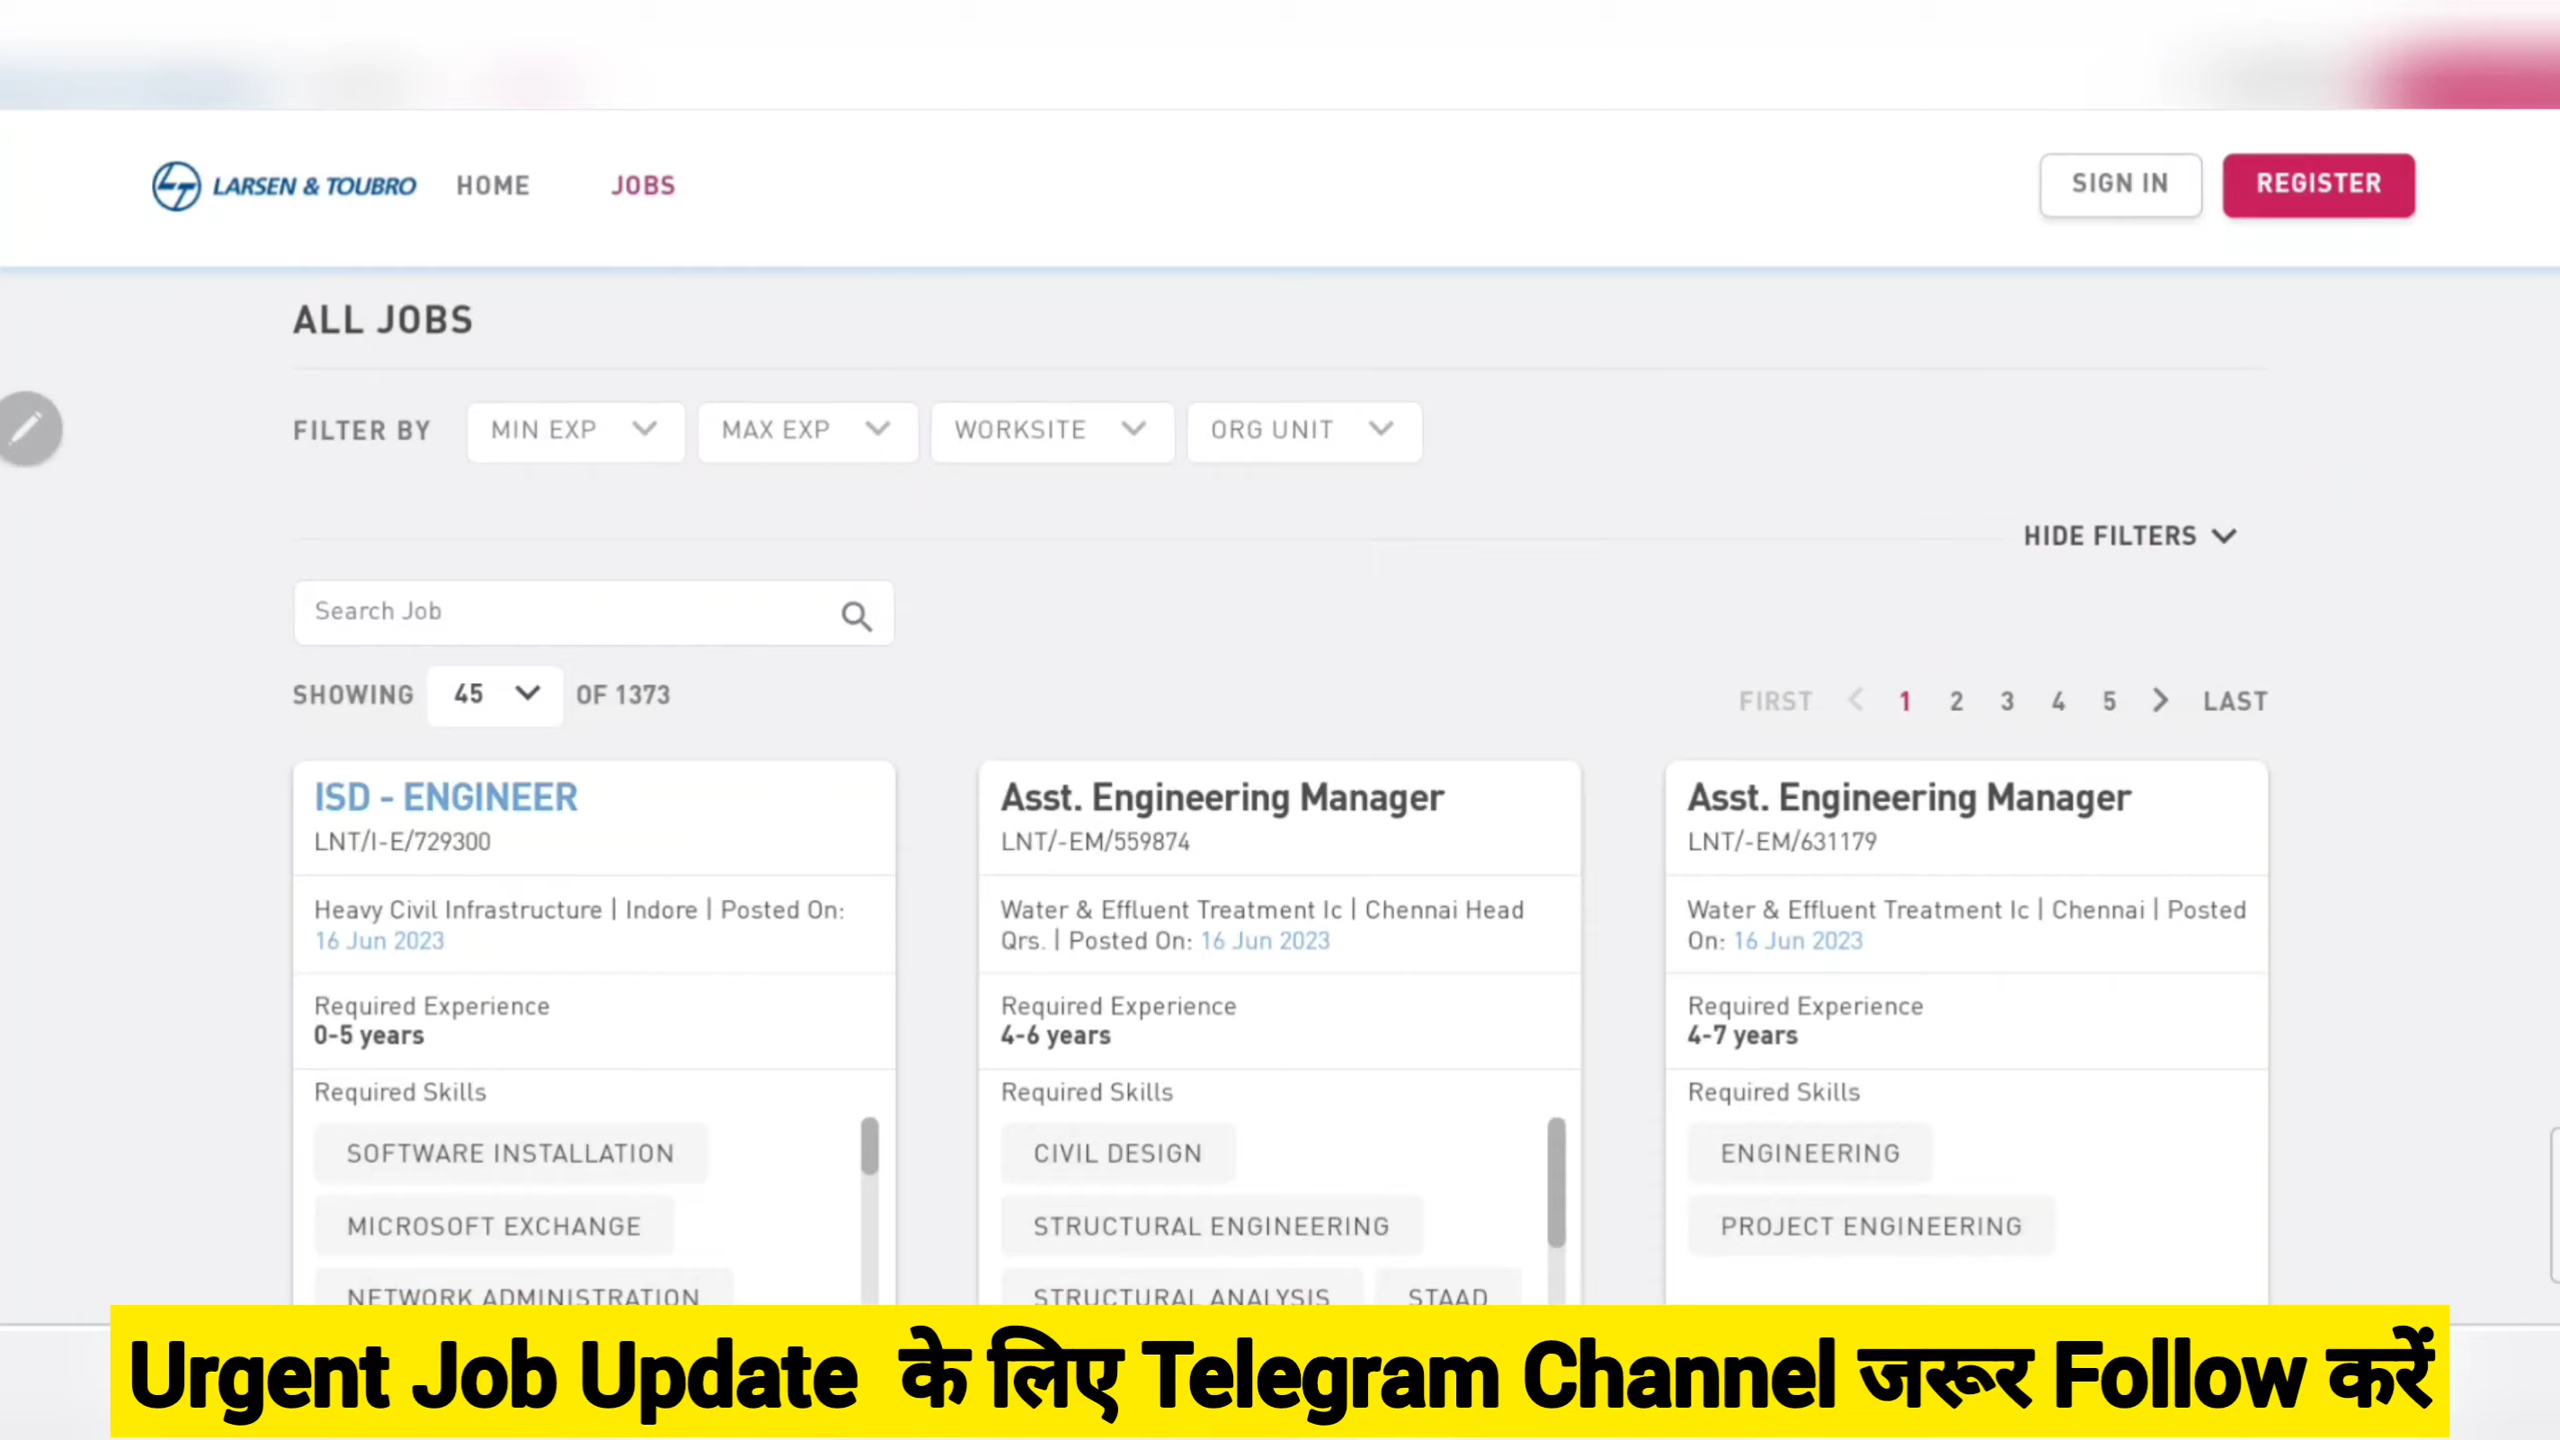 LARSEN & TOUBRO HOME JOBS SIGN IN REGISTER
ALL JOBS
FILTER BY MIN EXP MAX EXP WORKSITE ORG UNIT
HIDE FILTERS
Search Job
SHOWING 45 OF 1373
FIRST 1 2 3 4 5 LAST
ISD - ENGINEER
LNT/I-E/729300
Heavy Civil Infrastructure | Indore | Posted On:
16 Jun 2023
Required Experience
0-5 years
Required Skills
SOFTWARE INSTALLATION
MICROSOFT EXCHANGE
NETWORK ADMINISTRATION
Asst. Engineering Manager
LNT/-EM/559874
Water & Effluent Treatment Ic | Chennai Head
Qrs. | Posted On: 16 Jun 2023
Required Experience
4-6 years
Required Skills
CIVIL DESIGN
STRUCTURAL ENGINEERING
STRUCTURAL ANALYSIS STAAD
Asst. Engineering Manager
LNT/-EM/631179
Water & Effluent Treatment Ic | Chennai | Posted
On: 16 Jun 2023
Required Experience
4-7 years
Required Skills
ENGINEERING
PROJECT ENGINEERING
Urgent Job Update के लिए Telegram Channel जरूर Follow करें